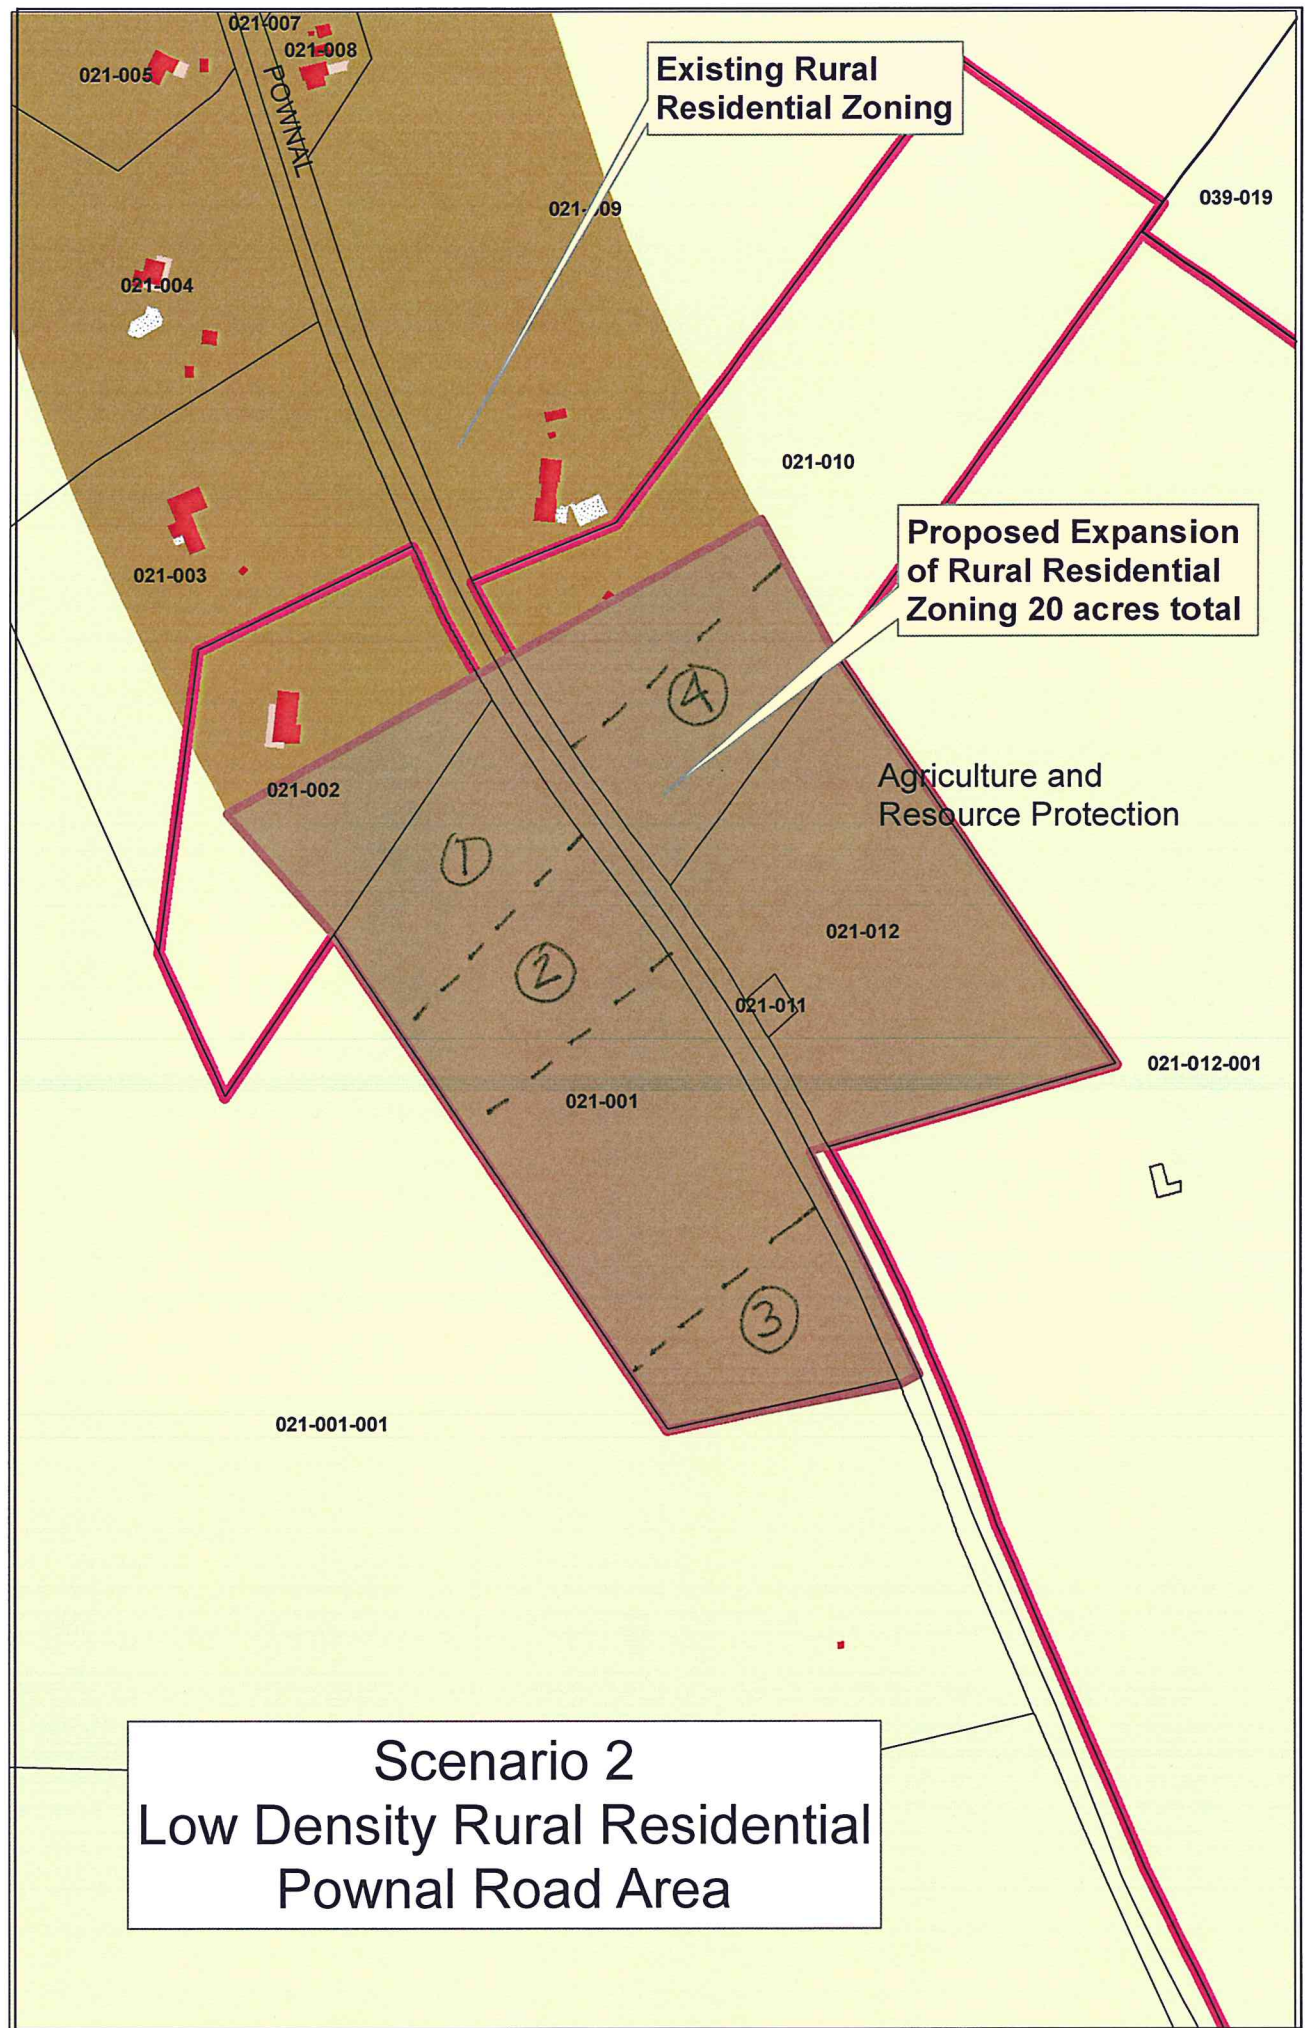 021-007
021-008
021-005
POWNAL
Existing Rural
Residential Zoning
039-019
021-009
021-004
021-010
Proposed Expansion
of Rural Residential
Zoning 20 acres total
021-003
4
Agriculture and
Resource Protection
021-002
1
021-012
2
021-011
021-012-001
021-001
3
021-001-001
Scenario 2
Low Density Rural Residential
Pownal Road Area